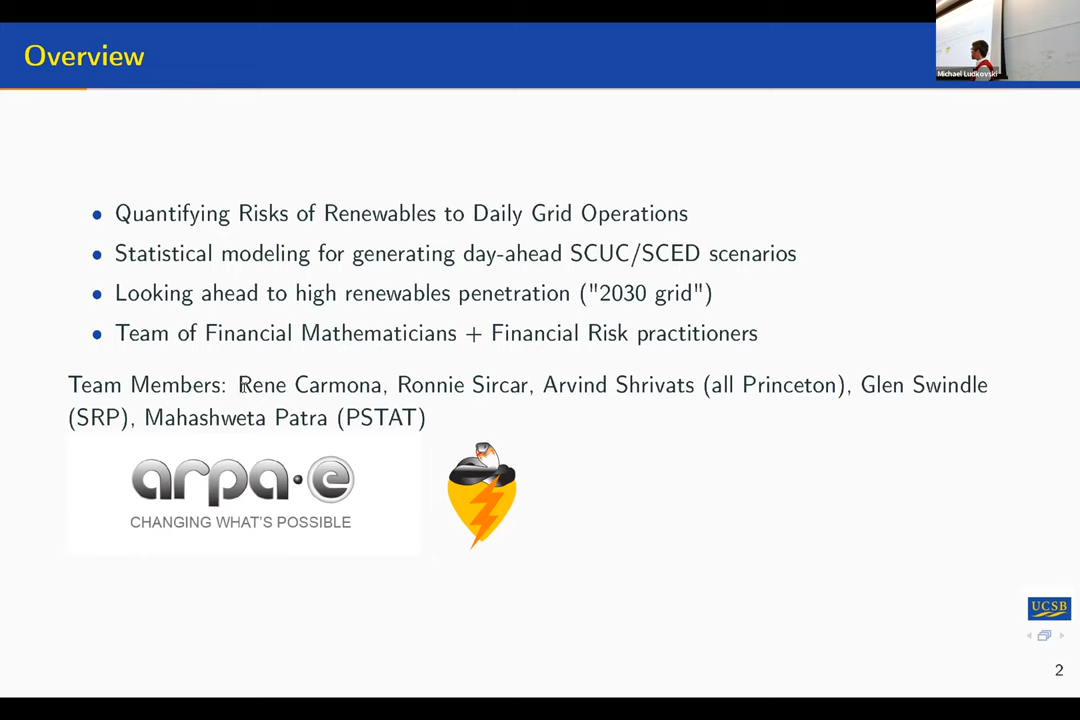 Overview
Michael Ludkovski
Quantifying Risks of Renewables to Daily Grid Operations
Statistical modeling for generating day-ahead SCUC/SCED scenarios
Looking ahead to high renewables penetration ("2030 grid")
Team of Financial Mathematicians + Financial Risk practitioners
Team Members: Rene Carmona, Ronnie Sircar, Arvind Shrivats (all Princeton), Glen Swindle
(SRP), Mahashweta Patra (PSTAT)
arpa·e
CHANGING WHAT'S POSSIBLE
UCSB
2